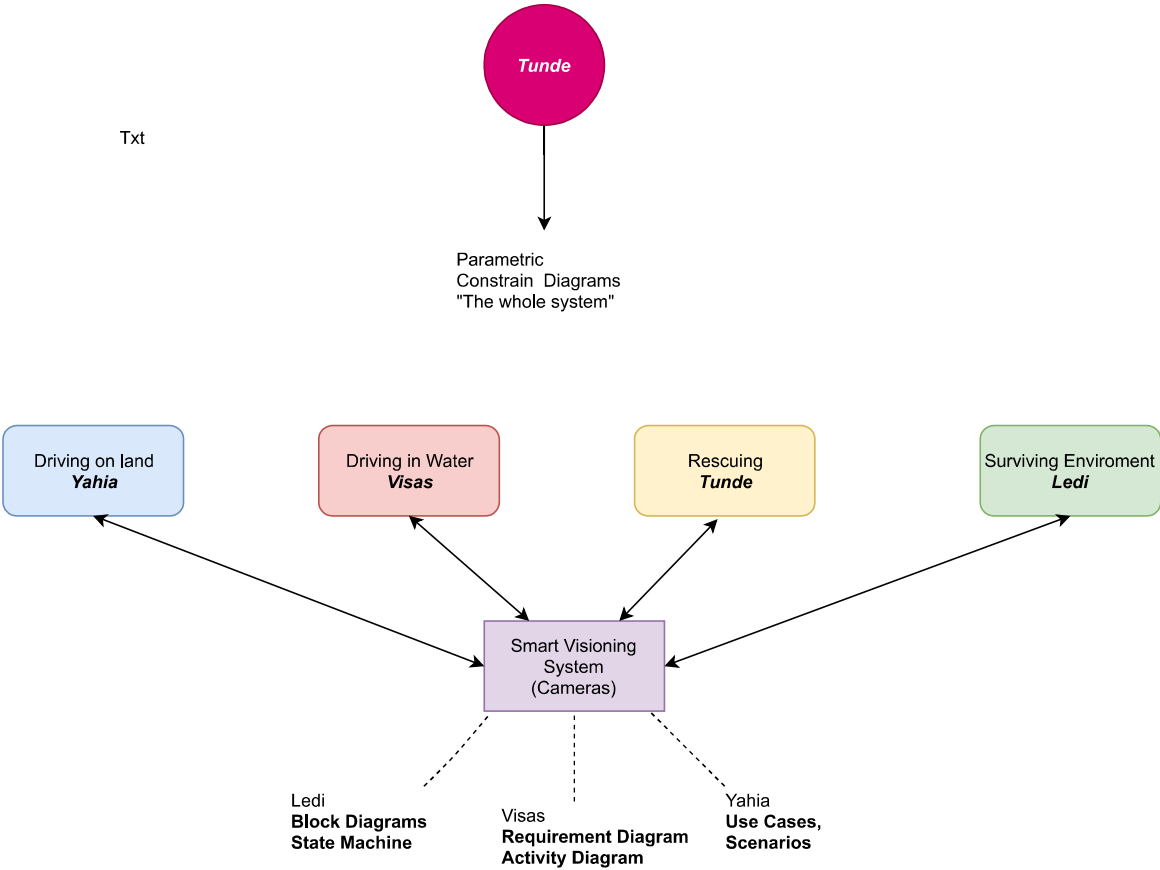 Tunde
Txt
Parametric
Constrain Diagrams
"The whole system"
Driving on land
Yahia
Driving in Water
Visas
Rescuing
Tunde
Surviving Enviroment
Ledi
Smart Visioning
System
(Cameras)
Ledi
Block Diagrams
State Machine
Visas
Requirement Diagram
Activity Diagram
Yahia
Use Cases,
Scenarios